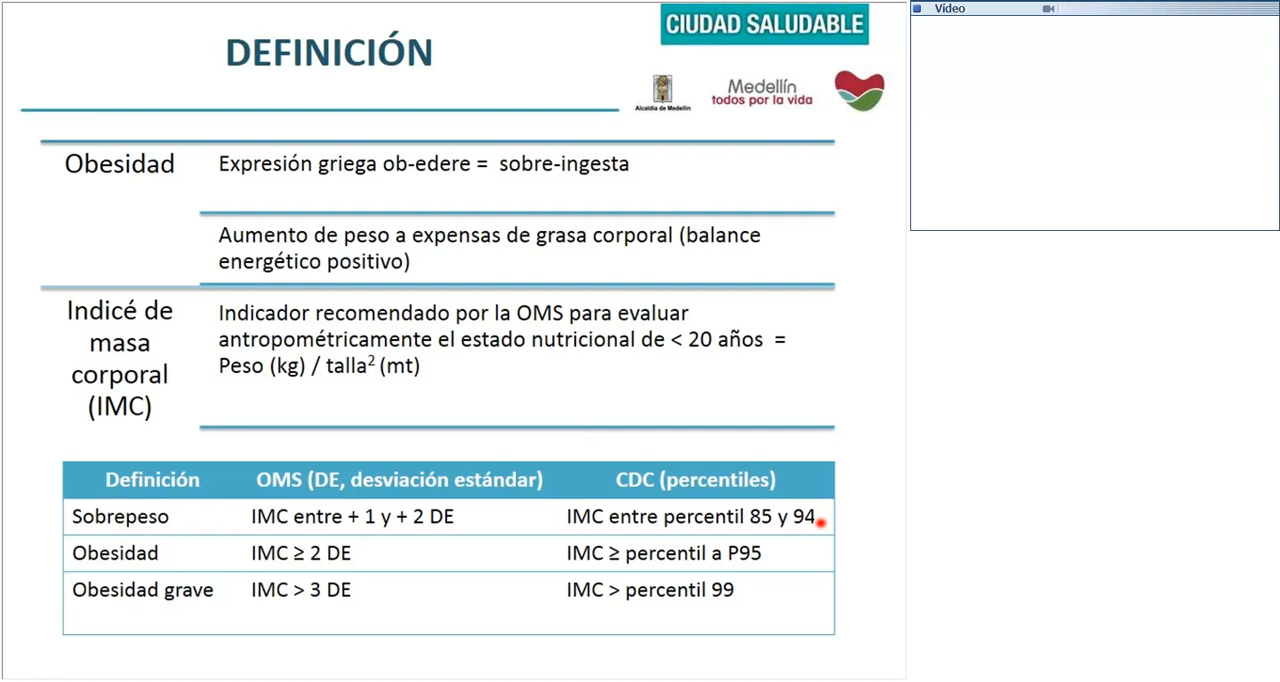 CIUDAD SALUDABLE
DEFINICIÓN
Alcaldía de Medellín
Medellín
todos por la vida
Obesidad
Expresión griega ob-edere = sobre-ingesta
Aumento de peso a expensas de grasa corporal (balance
energético positivo)
Indicé de
masa
corporal
(IMC)
Indicador recomendado por la OMS para evaluar
antropométricamente el estado nutricional de < 20 años =
Peso (kg) / talla² (mt)
Definición OMS (DE, desviación estándar) CDC (percentiles)
Sobrepeso IMC entre + 1 y + 2 DE IMC entre percentil 85 y 94
Obesidad IMC ≥ 2 DE IMC ≥ percentil a P95
Obesidad grave IMC > 3 DE IMC > percentil 99
Vídeo